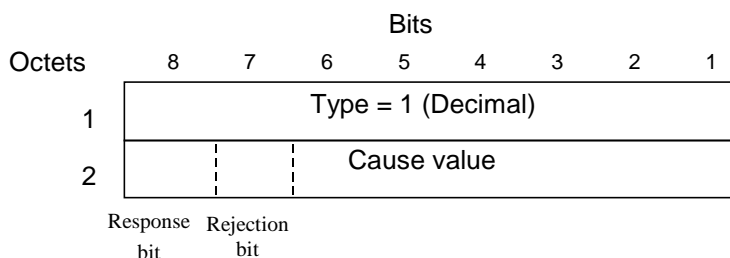 Bits
Octets 8 7 6 5 4 3 2 1
1 Type = 1 (Decimal)
2 Cause value
Response Rejection
bit bit